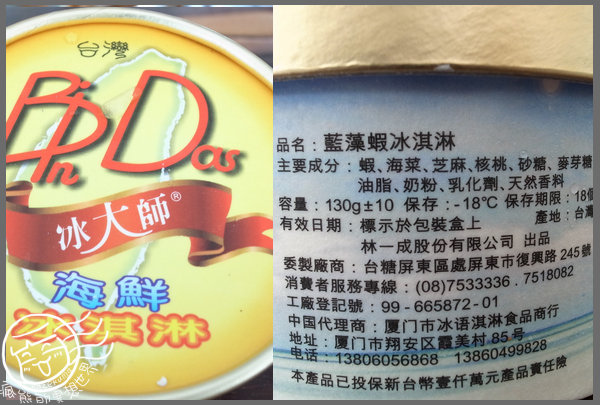 台灣
Bin Das
冰大師®
海鮮
冰淇淋
瘋熊的冥想世界
品名：藍藻蝦冰淇淋
主要成分：蝦、海菜、芝麻、核桃、砂糖、麥芽糖
油脂、奶粉、乳化劑、天然香料
容量：130g±10 保存：-18℃ 保存期限：18個
有效日期：標示於包裝盒上 產地：台灣
林一成股份有限公司 出品
委製廠商：台糖屏東區處屏東市復興路245號
消費者服務專線：(08)7533336．7518082
工廠登記號：99-665872-01
中国代理商：厦门市冰语淇淋食品商行
地址：厦门市翔安区霞美村85号
电话：13806056868 13860499828
本產品已投保新台幣壹仟萬元產品責任險